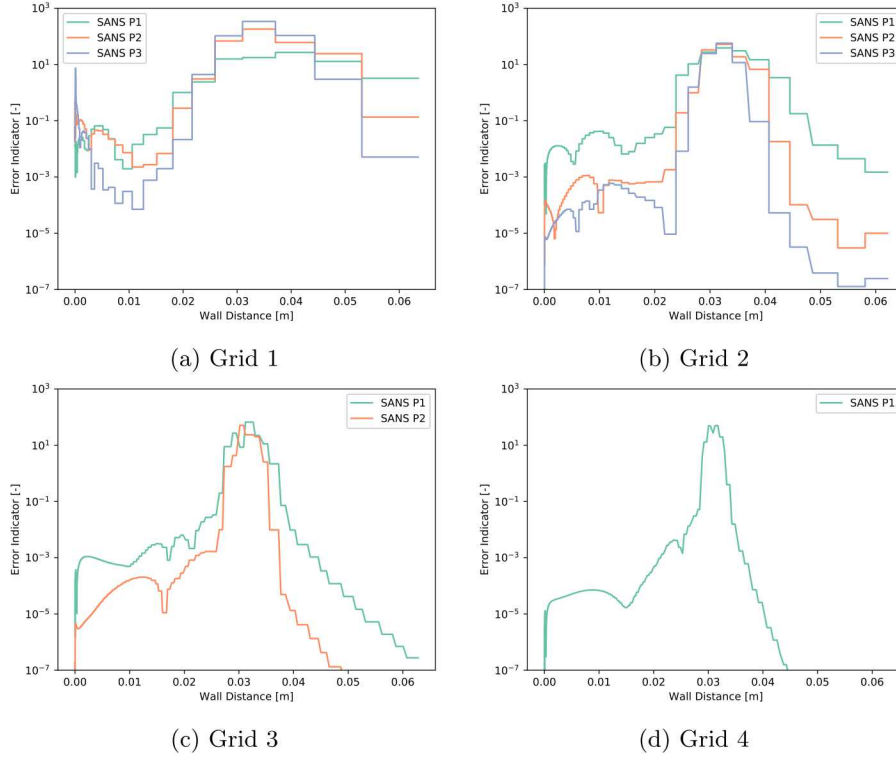 SANS P1
SANS P2
SANS P3
Error Indicator [-]
10³
10¹
10⁻¹
10⁻³
10⁻⁵
10⁻⁷
0.00 0.01 0.02 0.03 0.04 0.05 0.06
Wall Distance [m]
(a) Grid 1
SANS P1
SANS P2
SANS P3
Error Indicator [-]
10³
10¹
10⁻¹
10⁻³
10⁻⁵
10⁻⁷
0.00 0.01 0.02 0.03 0.04 0.05 0.06
Wall Distance [m]
(b) Grid 2
SANS P1
SANS P2
Error Indicator [-]
10³
10¹
10⁻¹
10⁻³
10⁻⁵
10⁻⁷
0.00 0.01 0.02 0.03 0.04 0.05 0.06
Wall Distance [m]
(c) Grid 3
SANS P1
Error Indicator [-]
10³
10¹
10⁻¹
10⁻³
10⁻⁵
10⁻⁷
0.00 0.01 0.02 0.03 0.04 0.05 0.06
Wall Distance [m]
(d) Grid 4